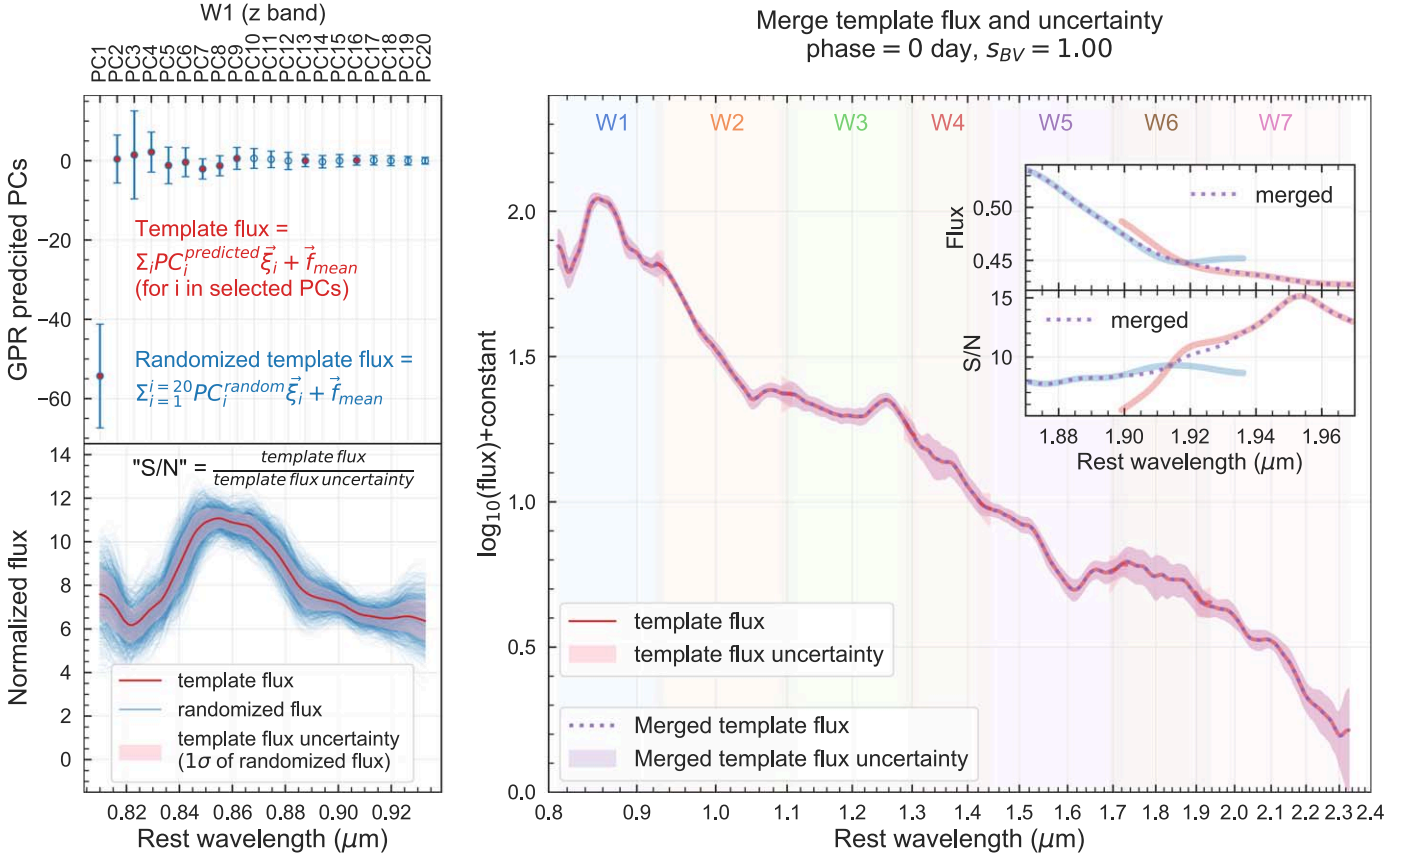 W1 (z band)
PC1 PC2 PC3 PC4 PC5 PC6 PC7 PC8 PC9 PC10 PC11 PC12 PC13 PC14 PC15 PC16 PC17 PC18 PC19 PC20
GPR predcited PCs
0
−20
−40
−60
Template flux =
Σ_i PC_i^{predicted} ξ⃗_i + f⃗_{mean}
(for i in selected PCs)
Randomized template flux =
Σ_{i=1}^{i=20} PC_i^{random} ξ⃗_i + f⃗_{mean}
Normalized flux
14
12
10
8
6
4
2
0
"S/N" = template flux / template flux uncertainty
template flux
randomized flux
template flux uncertainty
(1σ of randomized flux)
0.82 0.84 0.86 0.88 0.90 0.92
Rest wavelength (μm)
Merge template flux and uncertainty
phase = 0 day, s_{BV} = 1.00
W1 W2 W3 W4 W5 W6 W7
log₁₀(flux)+constant
2.0
1.5
1.0
0.5
0.0
template flux
template flux uncertainty
Merged template flux
Merged template flux uncertainty
0.8 0.9 1.0 1.1 1.2 1.3 1.4 1.5 1.6 1.7 1.8 1.9 2.0 2.1 2.2 2.3 2.4
Rest wavelength (μm)
Flux
0.50
0.45
merged
S/N
15
10
merged
1.88 1.90 1.92 1.94 1.96
Rest wavelength (μm)